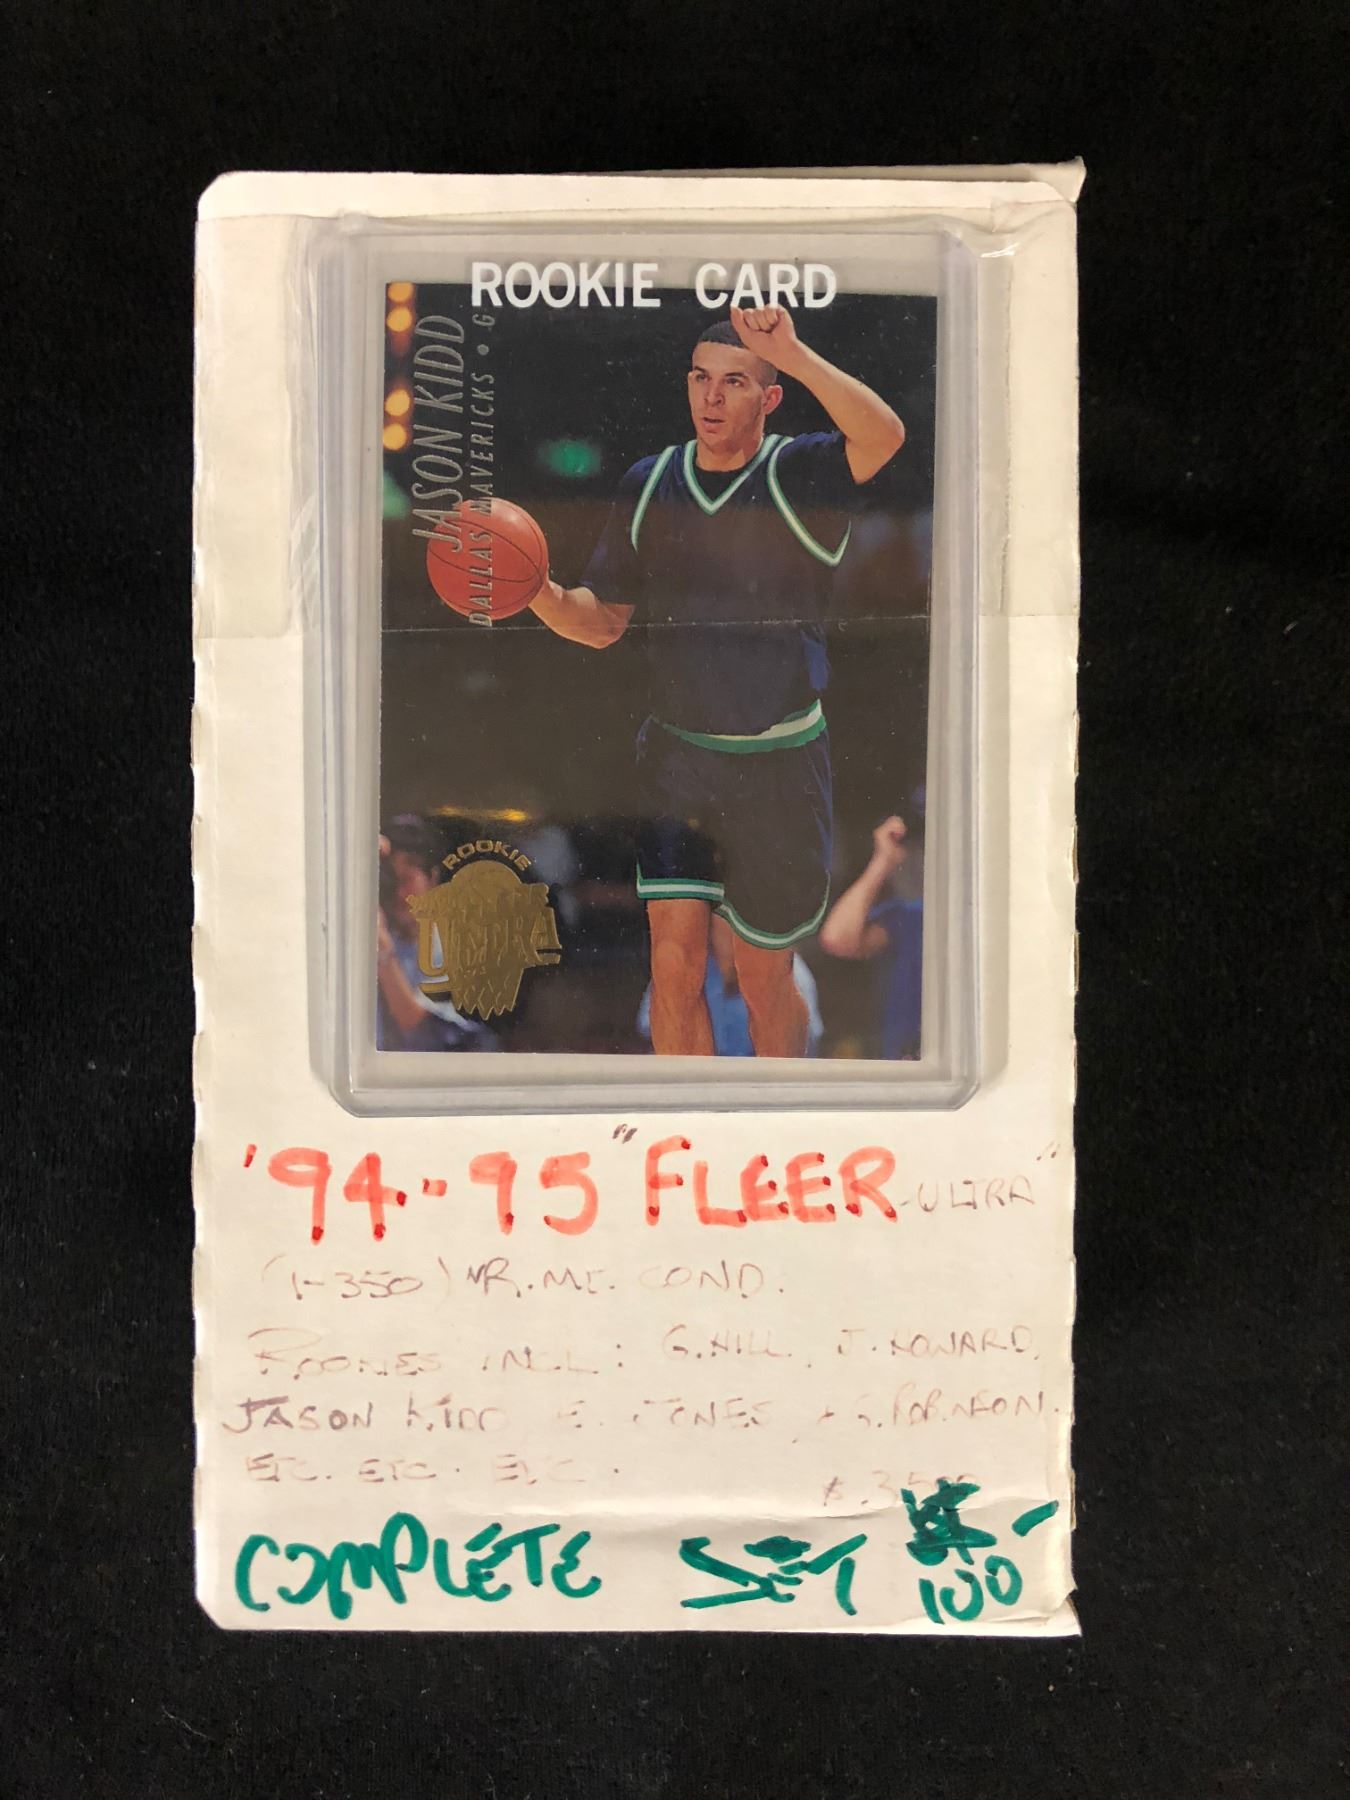 ROOKIE CARD
JASON KIDD
DALLAS MAVERICKS • G
ROOKIE
ULTRA
'94-95 "FLEER-ULTRA"
(1-350) NR.MT. COND.
ROOKIES INCL: G.HILL, J.HOWARD,
JASON KIDD E. JONES, G.ROBINSON.
ETC. ETC. ETC.
COMPLETE SET
100-